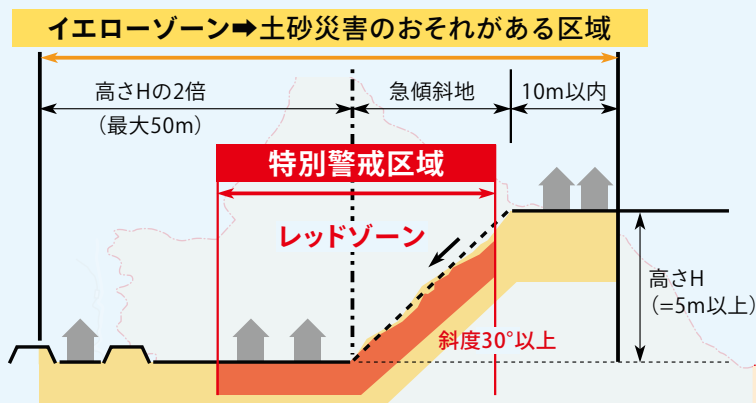 イエローゾーン➡土砂災害のおそれがある区域
高さHの2倍
（最大50m）
急傾斜地
10m以内
特別警戒区域
レッドゾーン
高さH
（=5m以上）
斜度30°以上